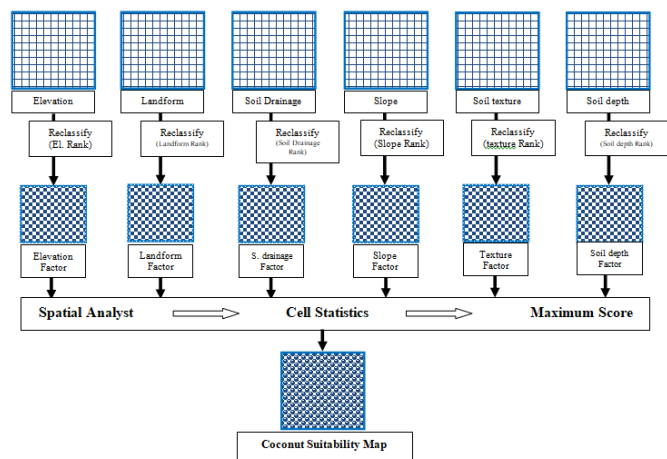 Elevation
Landform
Soil Drainage
Slope
Soil texture
Soil depth
Reclassify
(El. Rank)
Reclassify
(Landform Rank)
Reclassify
(Soil Drainage
Rank)
Reclassify
(Slope Rank)
Reclassify
(texture Rank)
Reclassify
(Soil depth Rank)
Elevation
Factor
Landform
Factor
S. drainage
Factor
Slope
Factor
Texture
Factor
Soil depth
Factor
Spatial Analyst
Cell Statistics
Maximum Score
Coconut Suitability Map